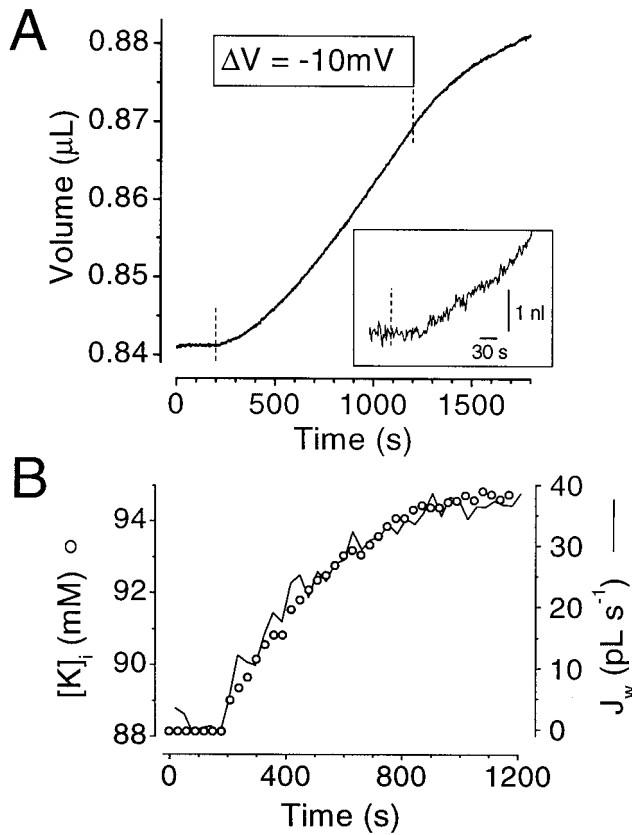 A
ΔV = -10mV
Volume (μL)
0.88
0.87
0.86
0.85
0.84
1 nl
30 s
0 500 1000 1500
Time (s)
B
[K]i (mM)
94
92
90
88
40
30
20
10
0
Jw (pL s-1)
0 400 800 1200
Time (s)